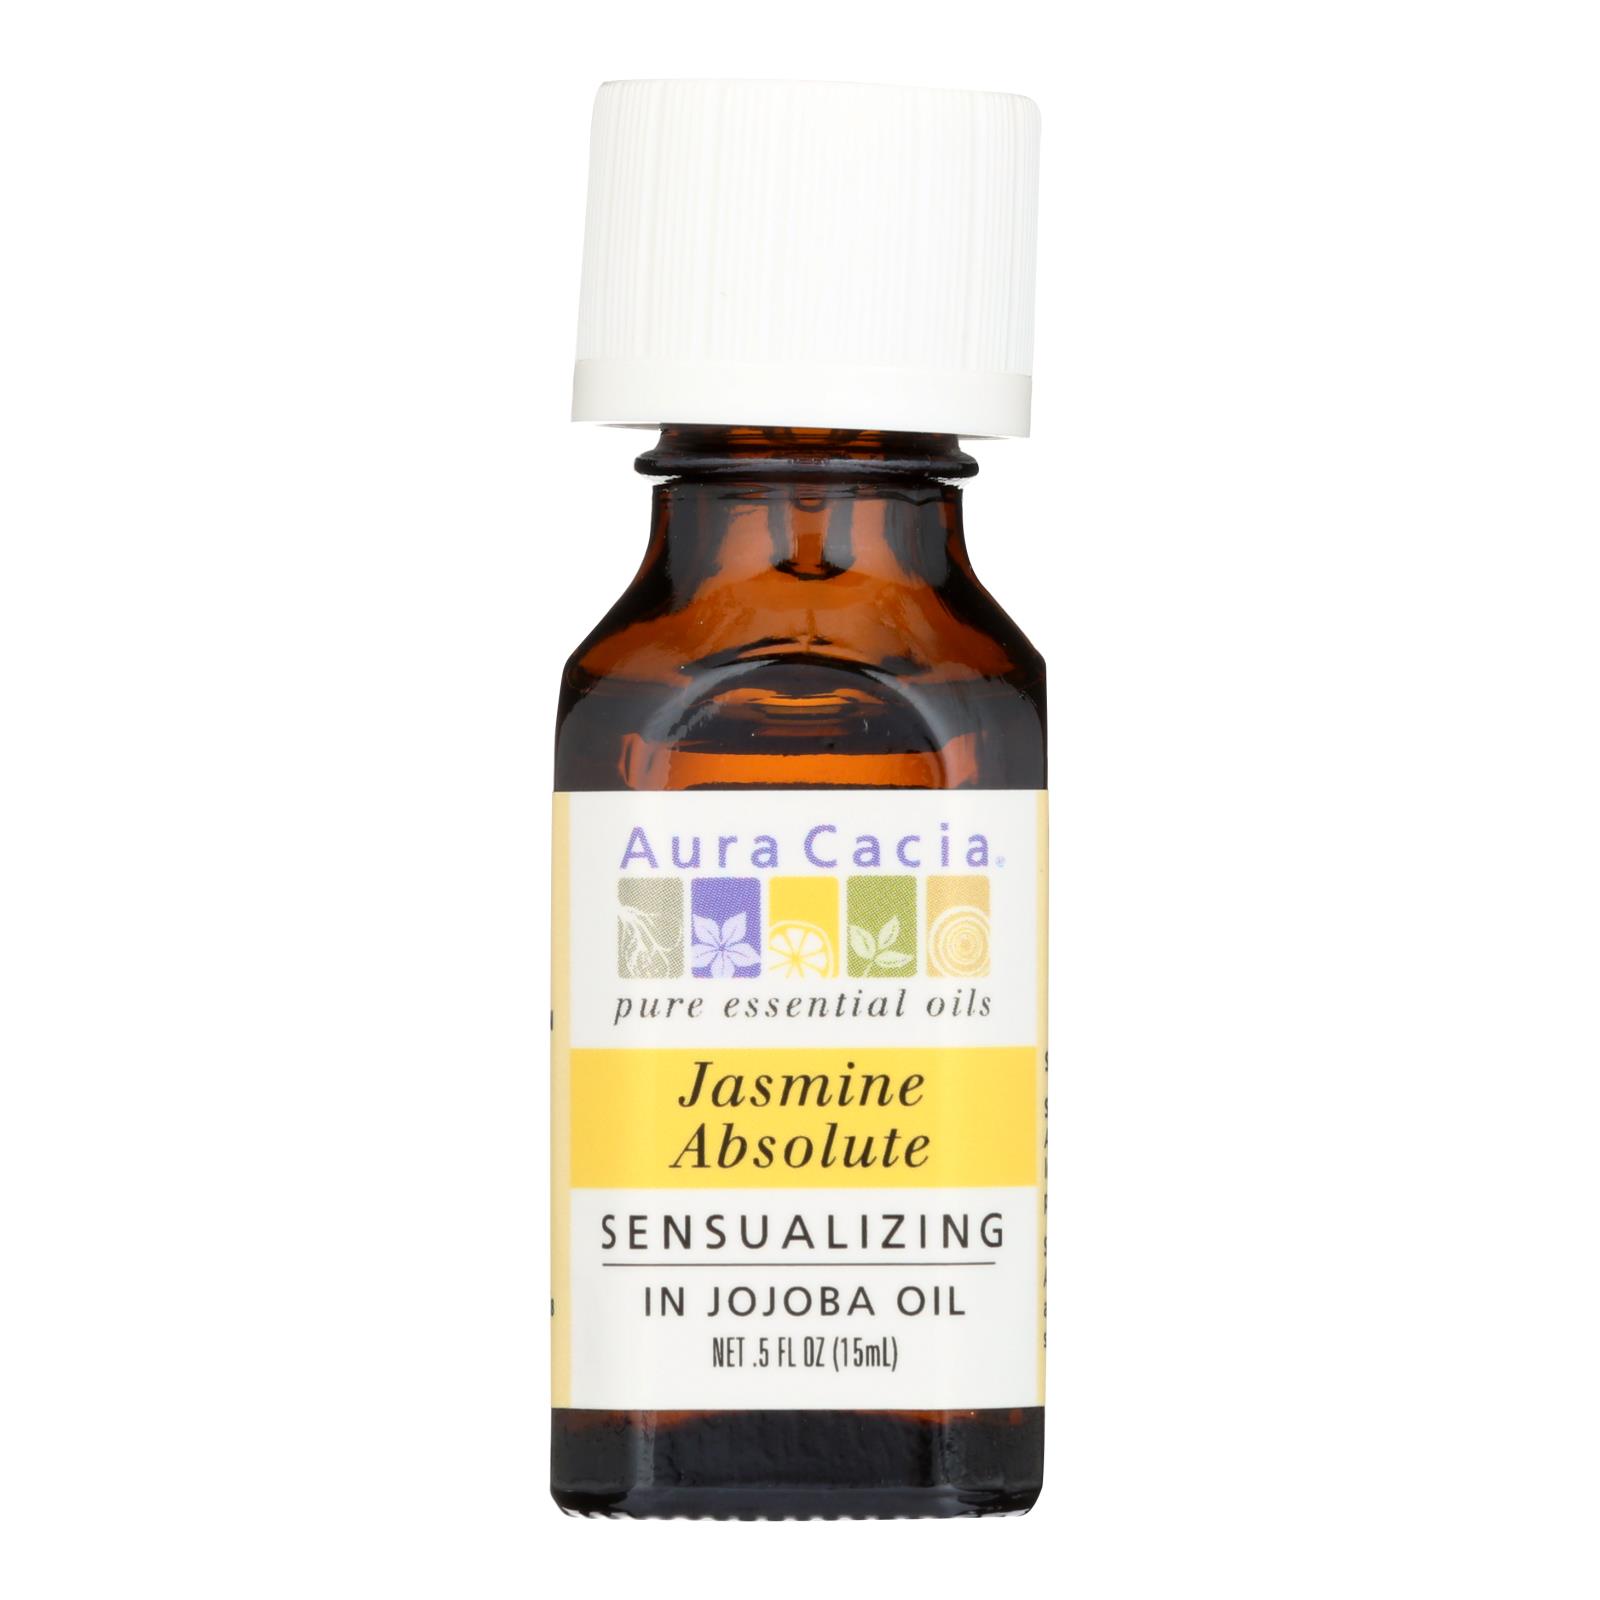 Aura Cacia®
pure essential oils
Jasmine
Absolute
SENSUALIZING
IN JOJOBA OIL
NET .5 FL OZ (15mL)